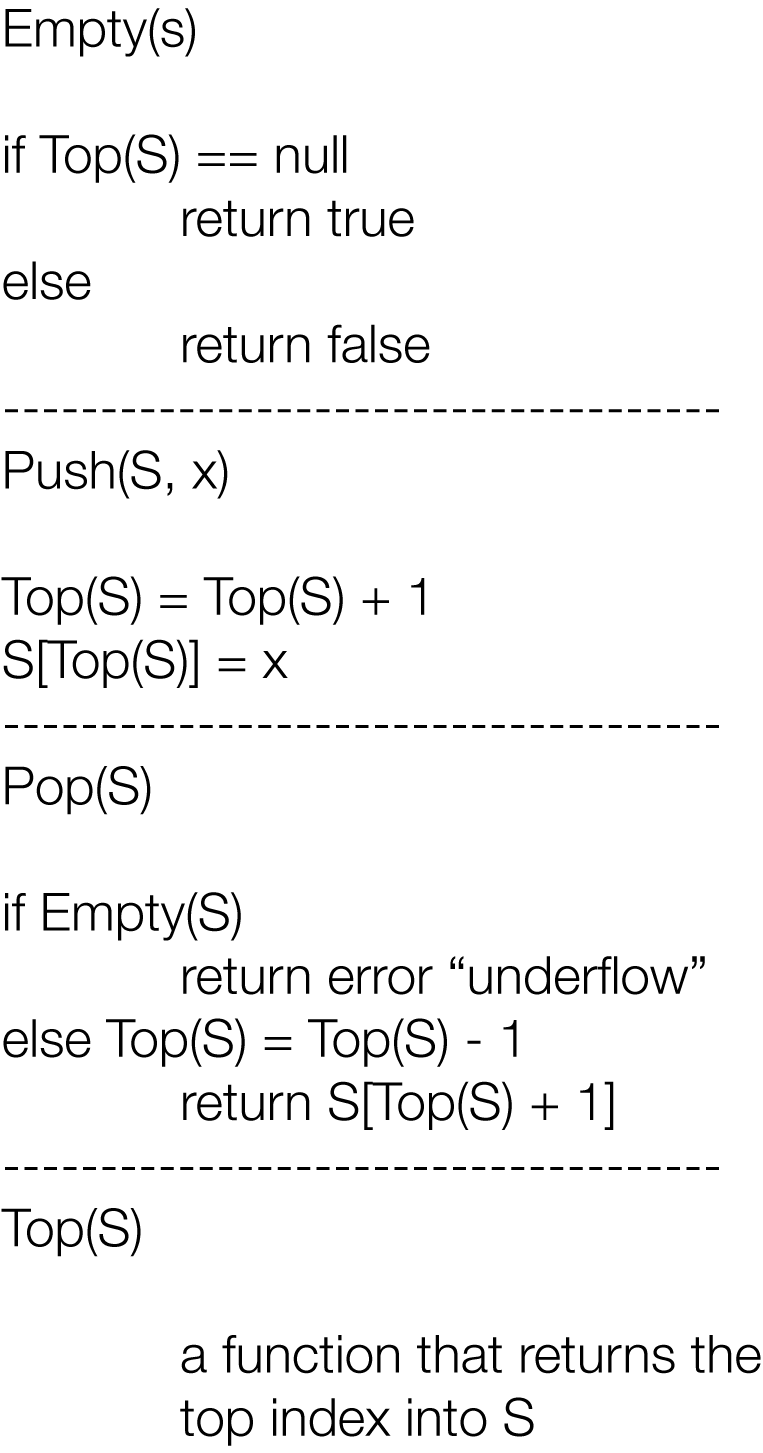 Empty(s)
if Top(S) == null
return true
else
return false
-------------------------------------
Push(S, x)
Top(S) = Top(S) + 1
S[Top(S)] = x
-------------------------------------
Pop(S)
if Empty(S)
return error “underflow”
else Top(S) = Top(S) - 1
return S[Top(S) + 1]
-------------------------------------
Top(S)
a function that returns the
top index into S